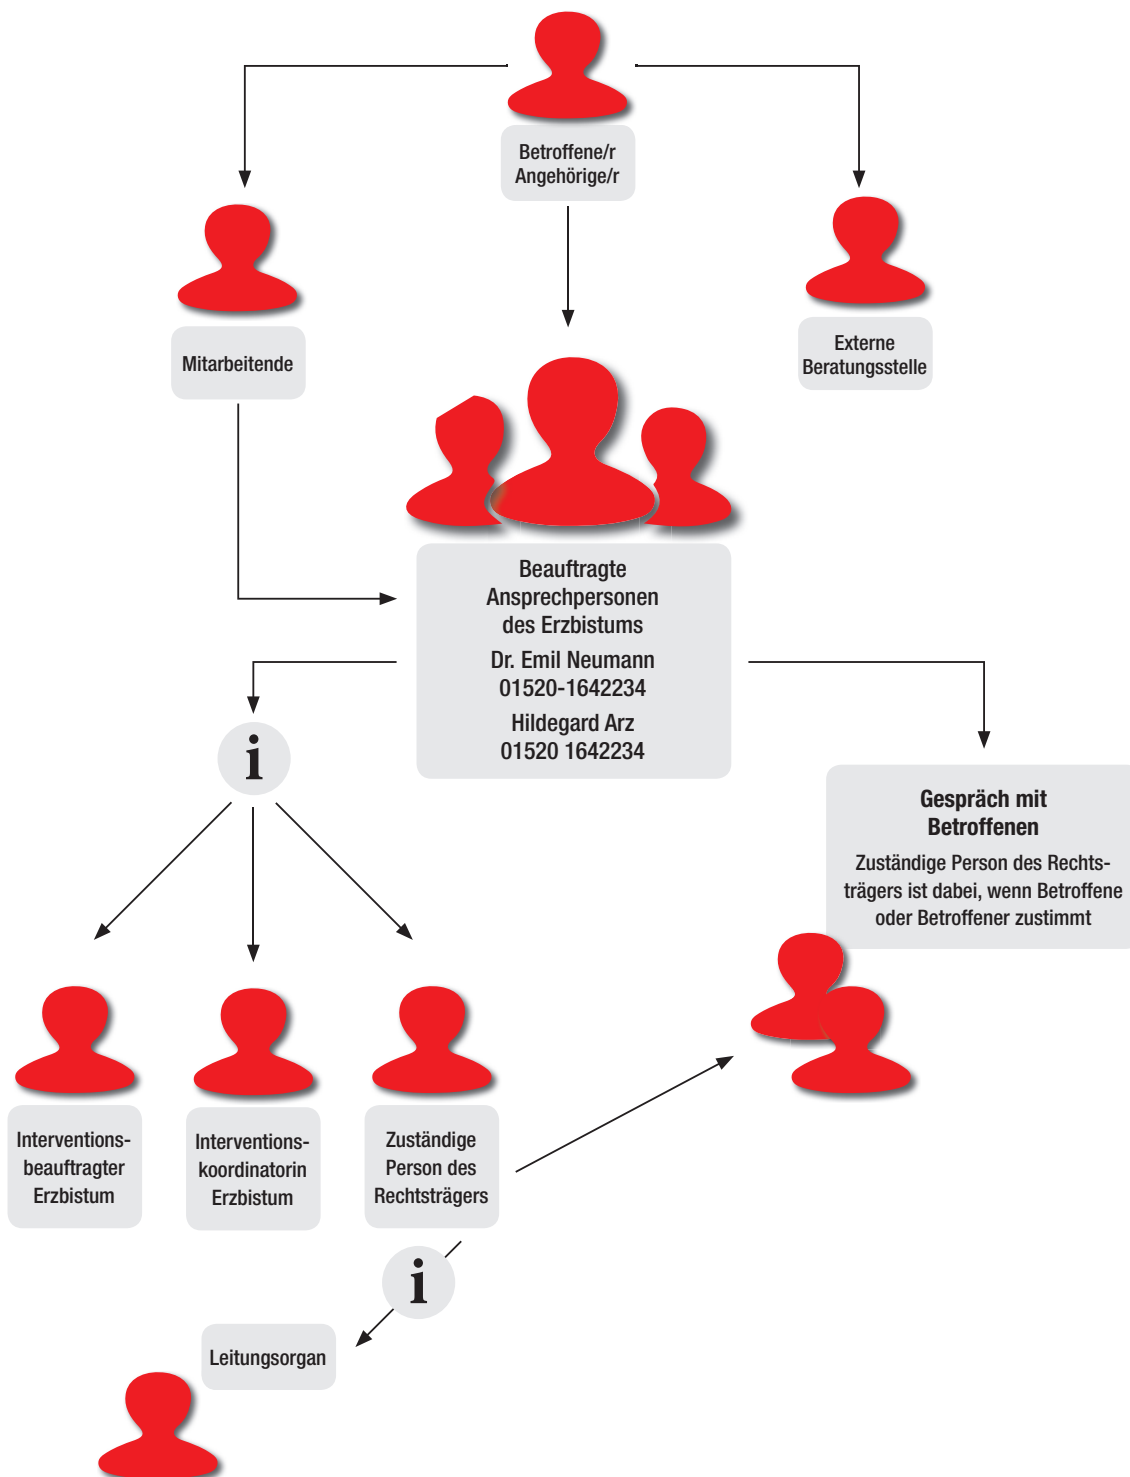 Betroffene/r
Angehörige/r
Mitarbeitende
Externe
Beratungsstelle
Beauftragte
Ansprechpersonen
des Erzbistums
Dr. Emil Neumann
01520-1642234
Hildegard Arz
01520 1642234
i
Gespräch mit
Betroffenen
Zuständige Person des Rechts-
trägers ist dabei, wenn Betroffene
oder Betroffener zustimmt
Interventions-
beauftragter
Erzbistum
Interventions-
koordinatorin
Erzbistum
Zuständige
Person des
Rechtsträgers
i
Leitungsorgan